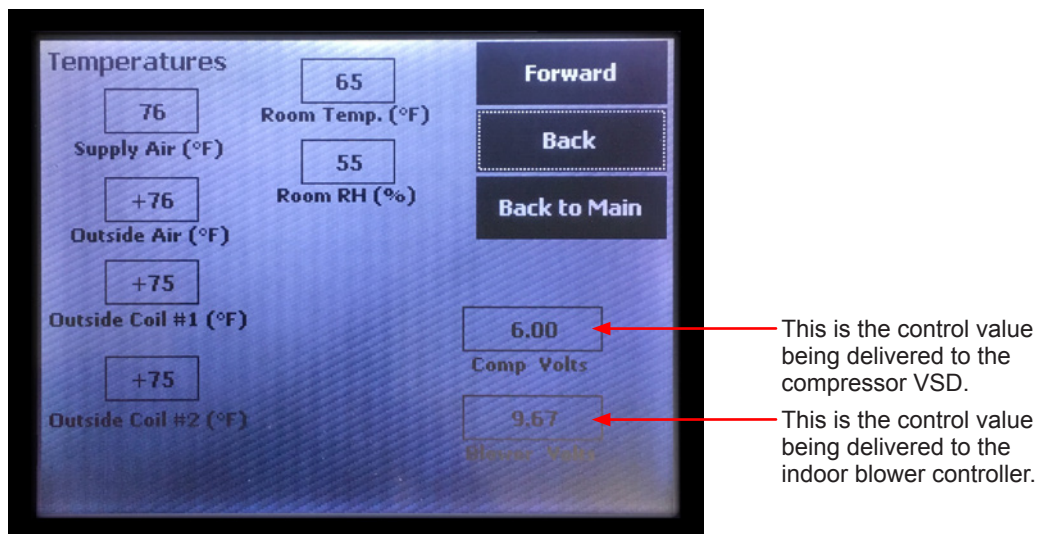 Temperatures
76
Supply Air (°F)
+76
Outside Air (°F)
+75
Outside Coil #1 (°F)
+75
Outside Coil #2 (°F)
65
Room Temp. (°F)
55
Room RH (%)
Forward
Back
Back to Main
6.00
Comp Volts
9.67
Blower Volts
This is the control value
being delivered to the
compressor VSD.
This is the control value
being delivered to the
indoor blower controller.